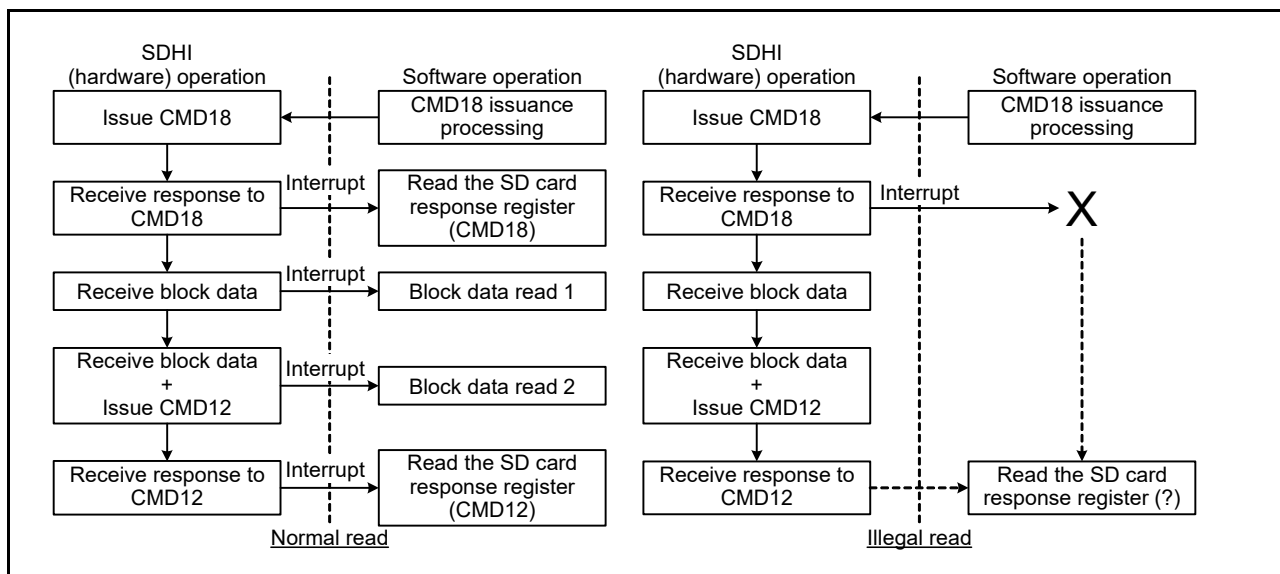 SDHI
(hardware) operation
Software operation
Issue CMD18
CMD18 issuance
processing
Receive response to
CMD18
Interrupt
Read the SD card
response register
(CMD18)
Receive block data
Interrupt
Block data read 1
Receive block data
+
Issue CMD12
Interrupt
Block data read 2
Receive response to
CMD12
Interrupt
Read the SD card
response register
(CMD12)
Normal read
SDHI
(hardware) operation
Software operation
Issue CMD18
CMD18 issuance
processing
Receive response to
CMD18
Interrupt
X
Receive block data
Receive block data
+
Issue CMD12
Receive response to
CMD12
Read the SD card
response register (?)
Illegal read